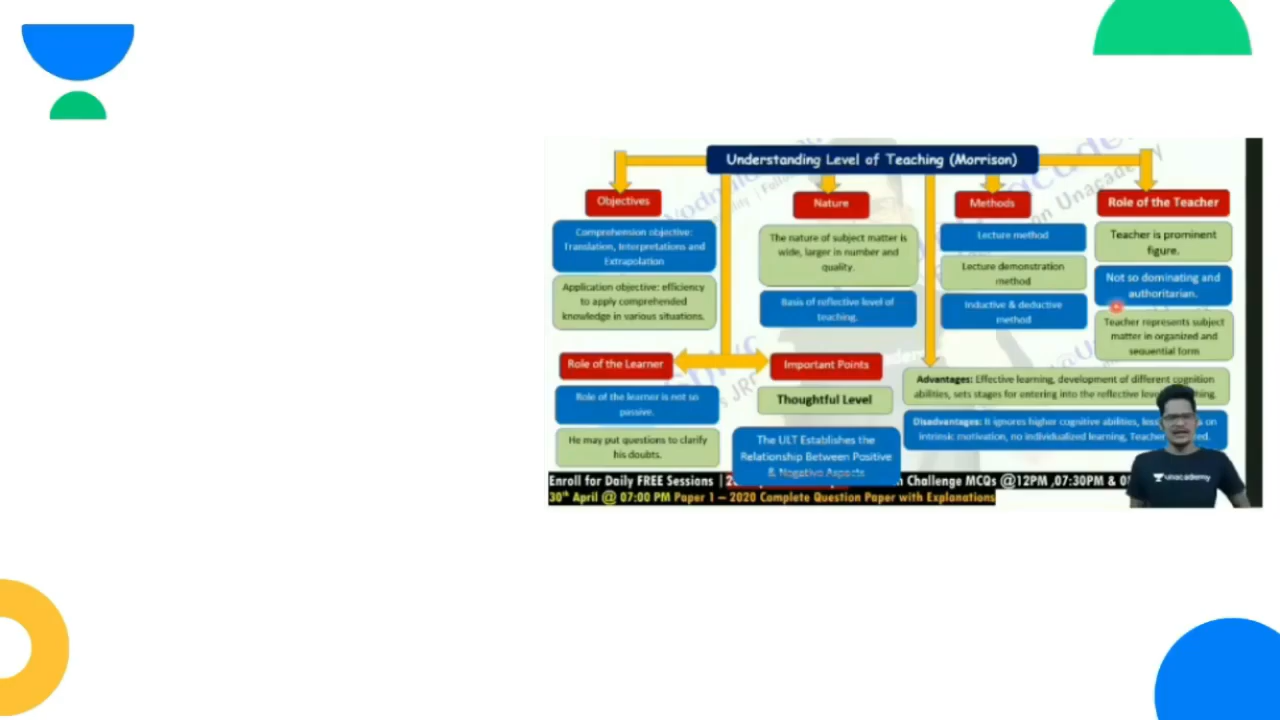 Understanding Level of Teaching (Morrison)
Objectives
Comprehension objective:
Translation, Interpretations and
Extrapolation
Application objective: efficiency
to apply comprehended
knowledge in various situations.
Nature
The nature of subject matter is
wide, larger in number and
quality.
Basis of reflective level of
teaching.
Methods
Lecture method
Lecture demonstration
method
Inductive & deductive
method
Role of the Teacher
Teacher is prominent
figure.
Not so dominating and
authoritarian.
Teacher represents subject
matter in organized and
sequential form
Role of the Learner
Role of the learner is not so
passive.
He may put questions to clarify
his doubts.
Important Points
Thoughtful Level
The ULT Establishes the
Relationship Between Positive
& Negative Aspects
Advantages: Effective learning, development of different cognition
abilities, sets stages for entering into the reflective
Disadvantages: It ignores higher cognitive abilities, on
intrinsic motivation, no individualized learning, Teacher
Enroll for Daily FREE Sessions | Challenge MCQs @12PM ,07:30PM &
30th April @ 07:00 PM Paper 1 – 2020 Complete Question Paper with Explanations
unacademy